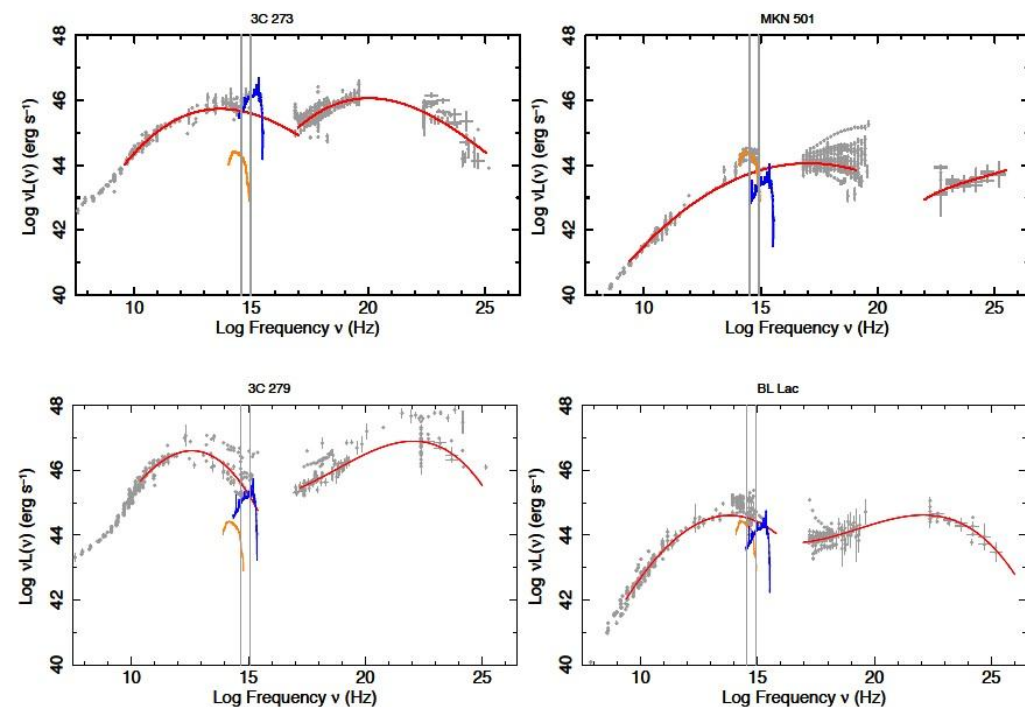 3C 273
48
46
44
42
40
Log νL(ν) (erg s⁻¹)
10 15 20 25
Log Frequency ν (Hz)
MKN 501
48
46
44
42
40
Log νL(ν) (erg s⁻¹)
10 15 20 25
Log Frequency ν (Hz)
3C 279
48
46
44
42
40
Log νL(ν) (erg s⁻¹)
10 15 20 25
Log Frequency ν (Hz)
BL Lac
48
46
44
42
40
Log νL(ν) (erg s⁻¹)
10 15 20 25
Log Frequency ν (Hz)